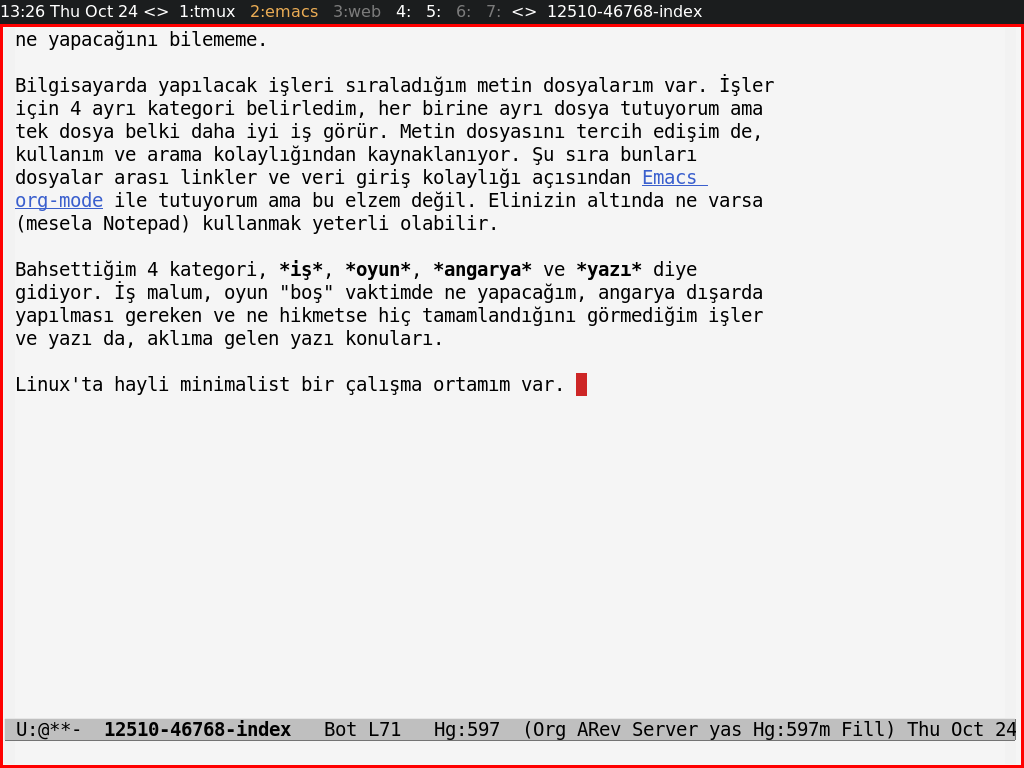 13:26 Thu Oct 24 <> 1:tmux 2:emacs 3:web 4: 5: 6: 7: <> 12510-46768-index
ne yapacağını bilememe.
Bilgisayarda yapılacak işleri sıraladığım metin dosyalarım var. İşler
için 4 ayrı kategori belirledim, her birine ayrı dosya tutuyorum ama
tek dosya belki daha iyi iş görür. Metin dosyasını tercih edişim de,
kullanım ve arama kolaylığından kaynaklanıyor. Şu sıra bunları
dosyalar arası linkler ve veri giriş kolaylığı açısından Emacs
org-mode ile tutuyorum ama bu elzem değil. Elinizin altında ne varsa
(mesela Notepad) kullanmak yeterli olabilir.
Bahsettiğim 4 kategori, *iş*, *oyun*, *angarya* ve *yazı* diye
gidiyor. İş malum, oyun "boş" vaktimde ne yapacağım, angarya dışarda
yapılması gereken ve ne hikmetse hiç tamamlandığını görmediğim işler
ve yazı da, aklıma gelen yazı konuları.
Linux'ta hayli minimalist bir çalışma ortamım var.
U:@**- 12510-46768-index Bot L71 Hg:597 (Org ARev Server yas Hg:597m Fill) Thu Oct 24